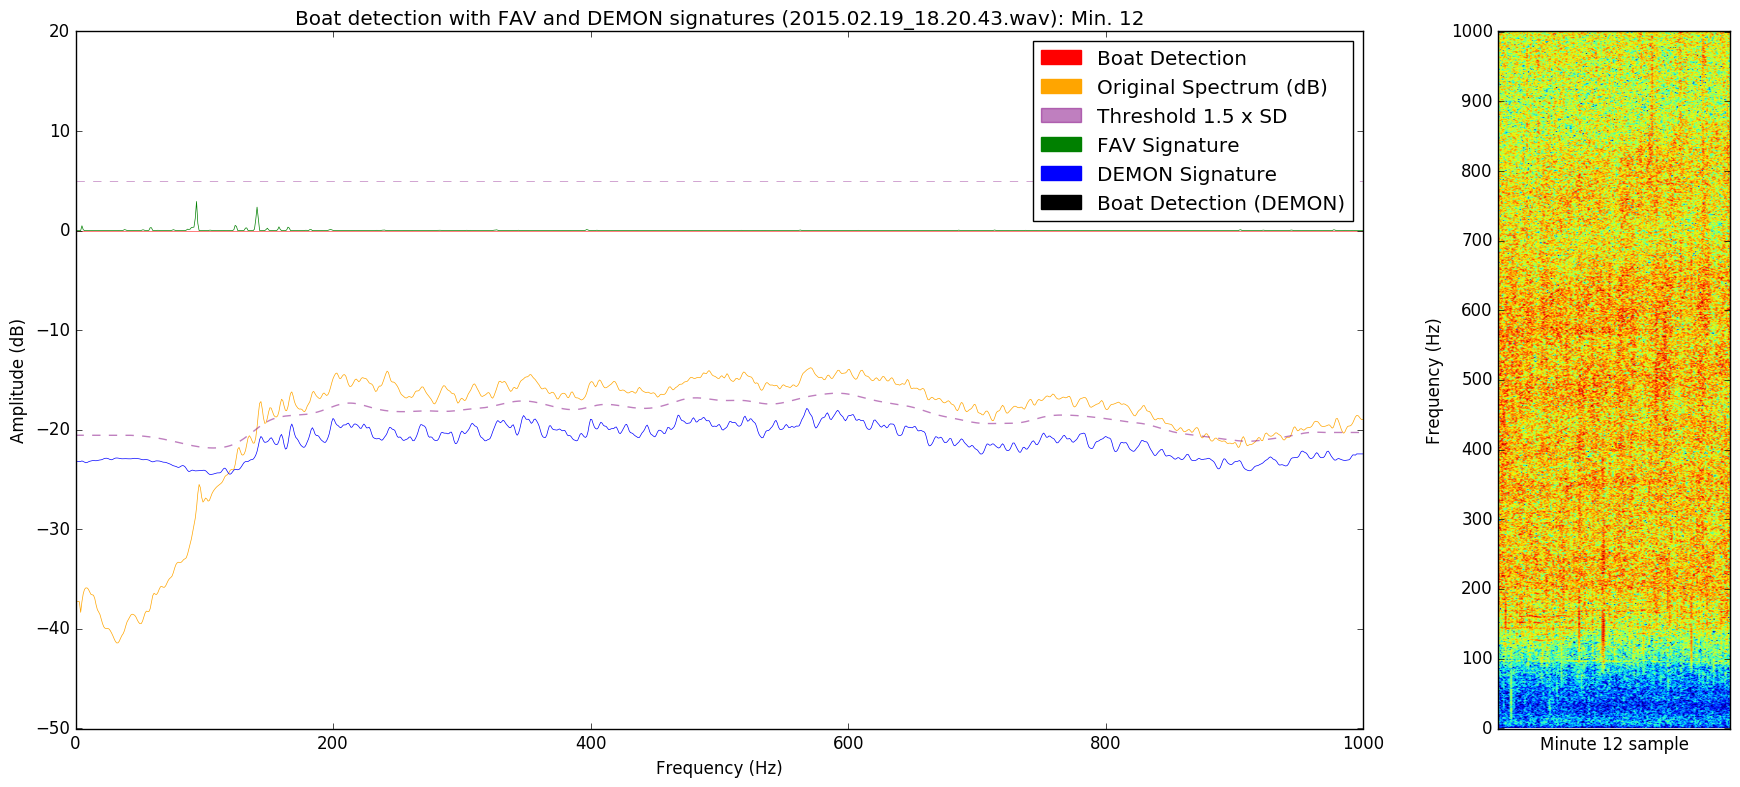 Boat detection with FAV and DEMON signatures (2015.02.19_18.20.43.wav): Min. 12
20
10
0
−10
−20
−30
−40
−50
Amplitude (dB)
0
200
400
600
800
1000
Frequency (Hz)
Boat Detection
Original Spectrum (dB)
Threshold 1.5 x SD
FAV Signature
DEMON Signature
Boat Detection (DEMON)
1000
900
800
700
600
500
400
300
200
100
0
Frequency (Hz)
Minute 12 sample